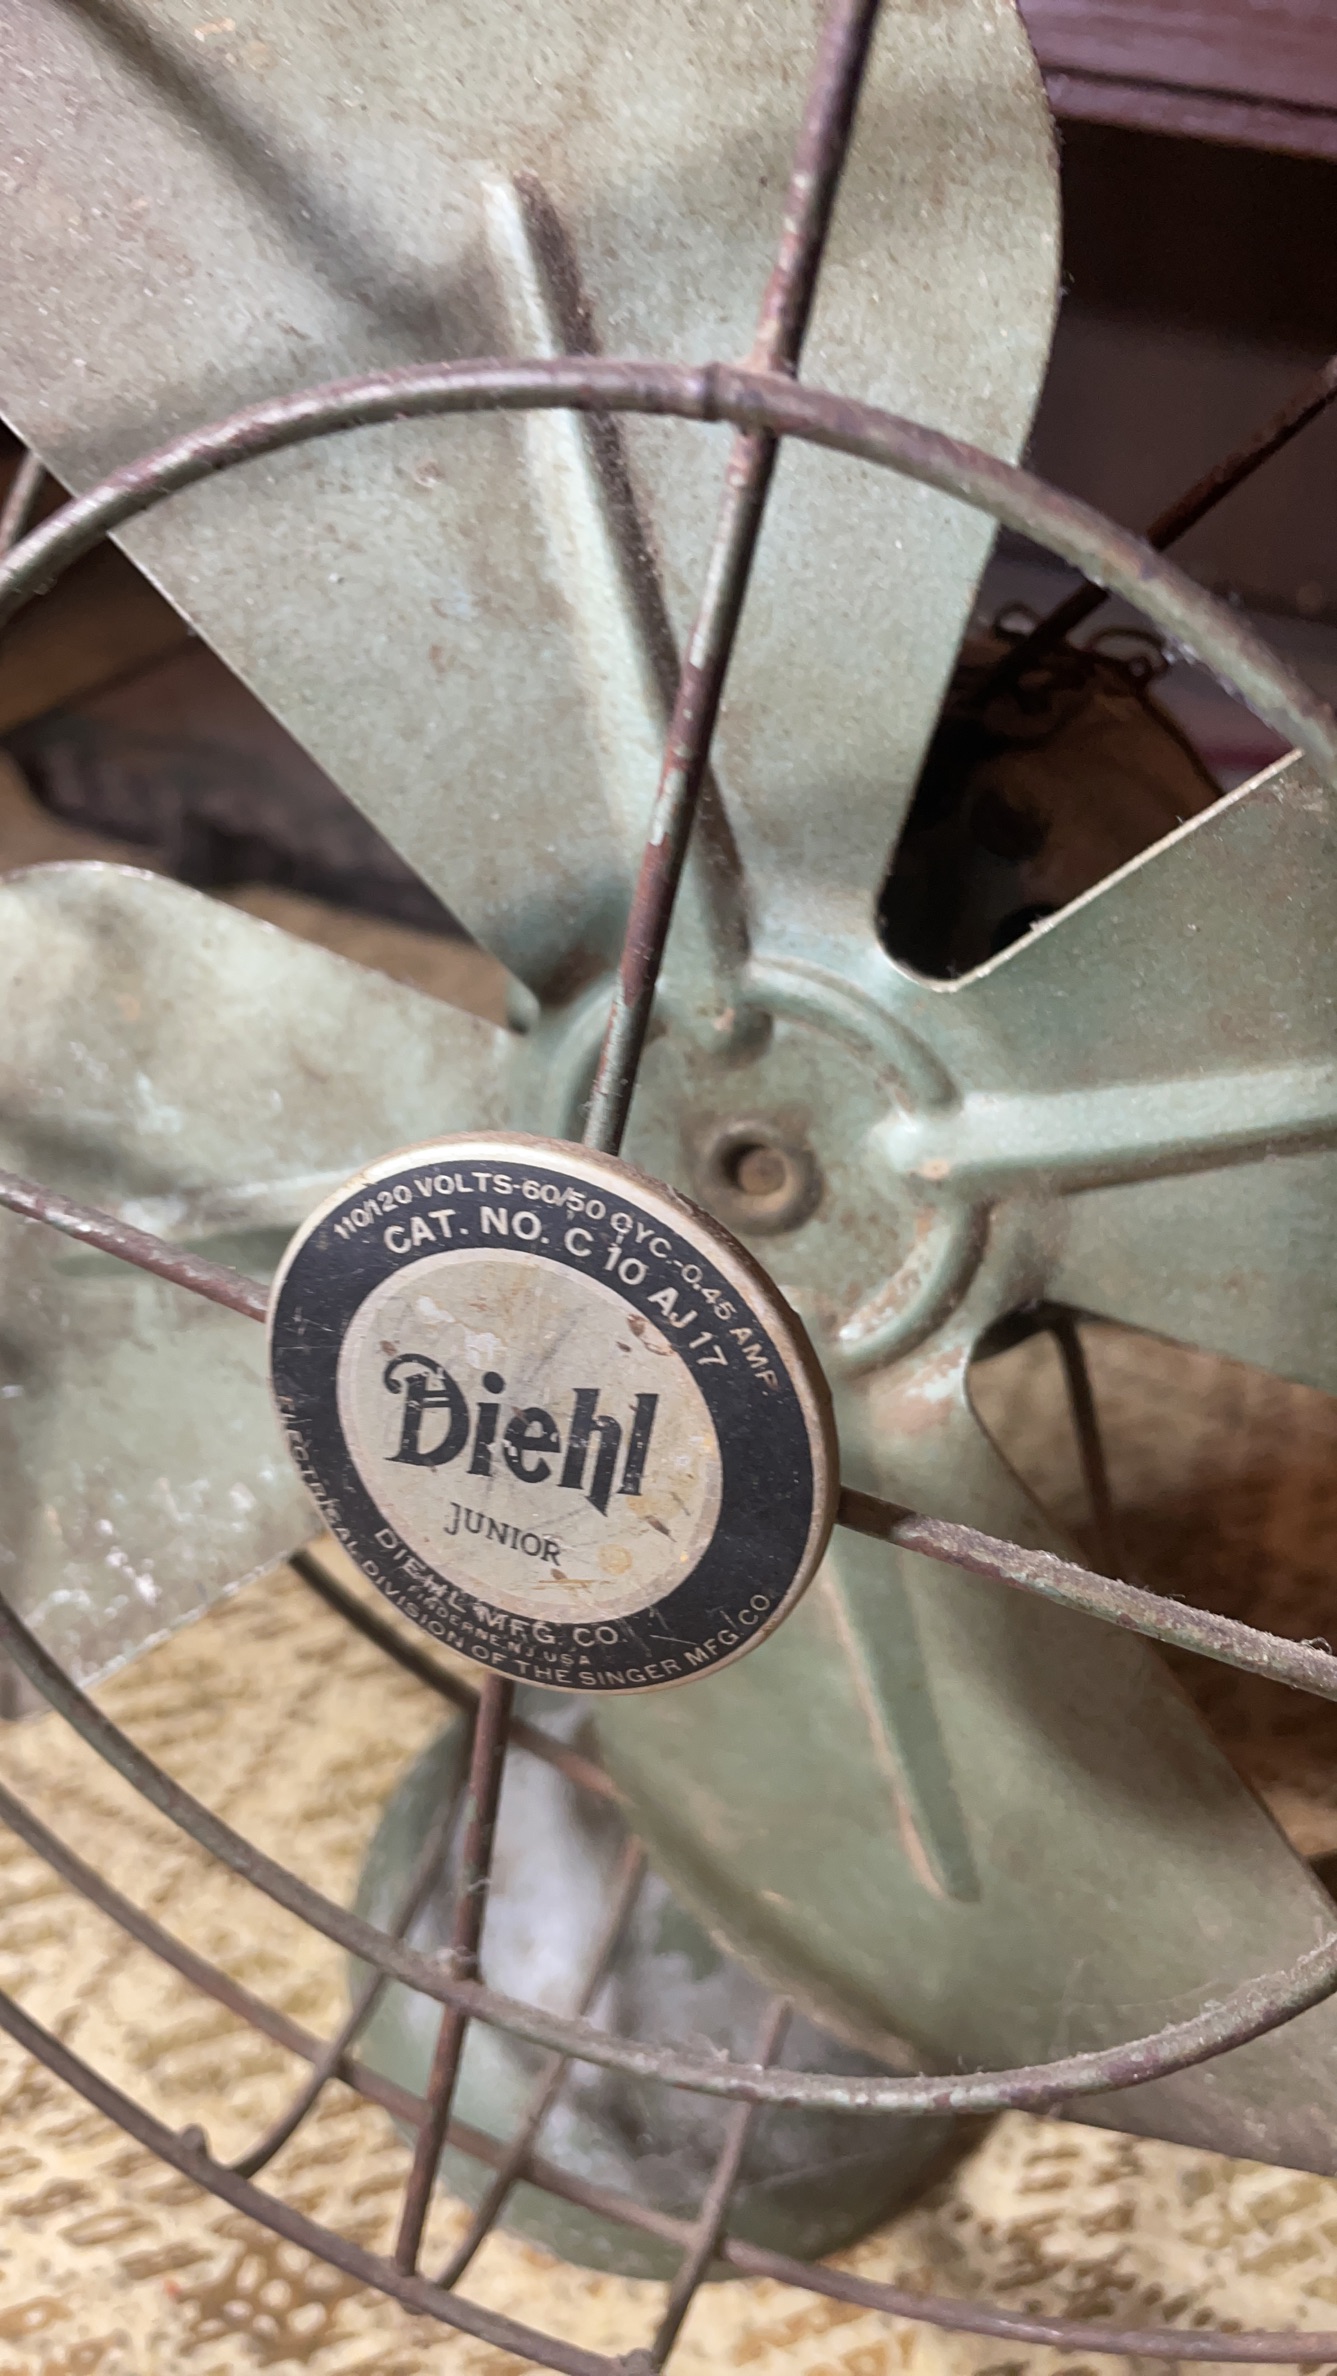 110/120 VOLTS-60/50 CYC.-0.45 AMP.
CAT. NO. C 10 AJ 17
Diehl
JUNIOR
DIEHL MFG. CO.
FINDERNE N.J. USA
ELECTRICAL DIVISION OF THE SINGER MFG. CO.